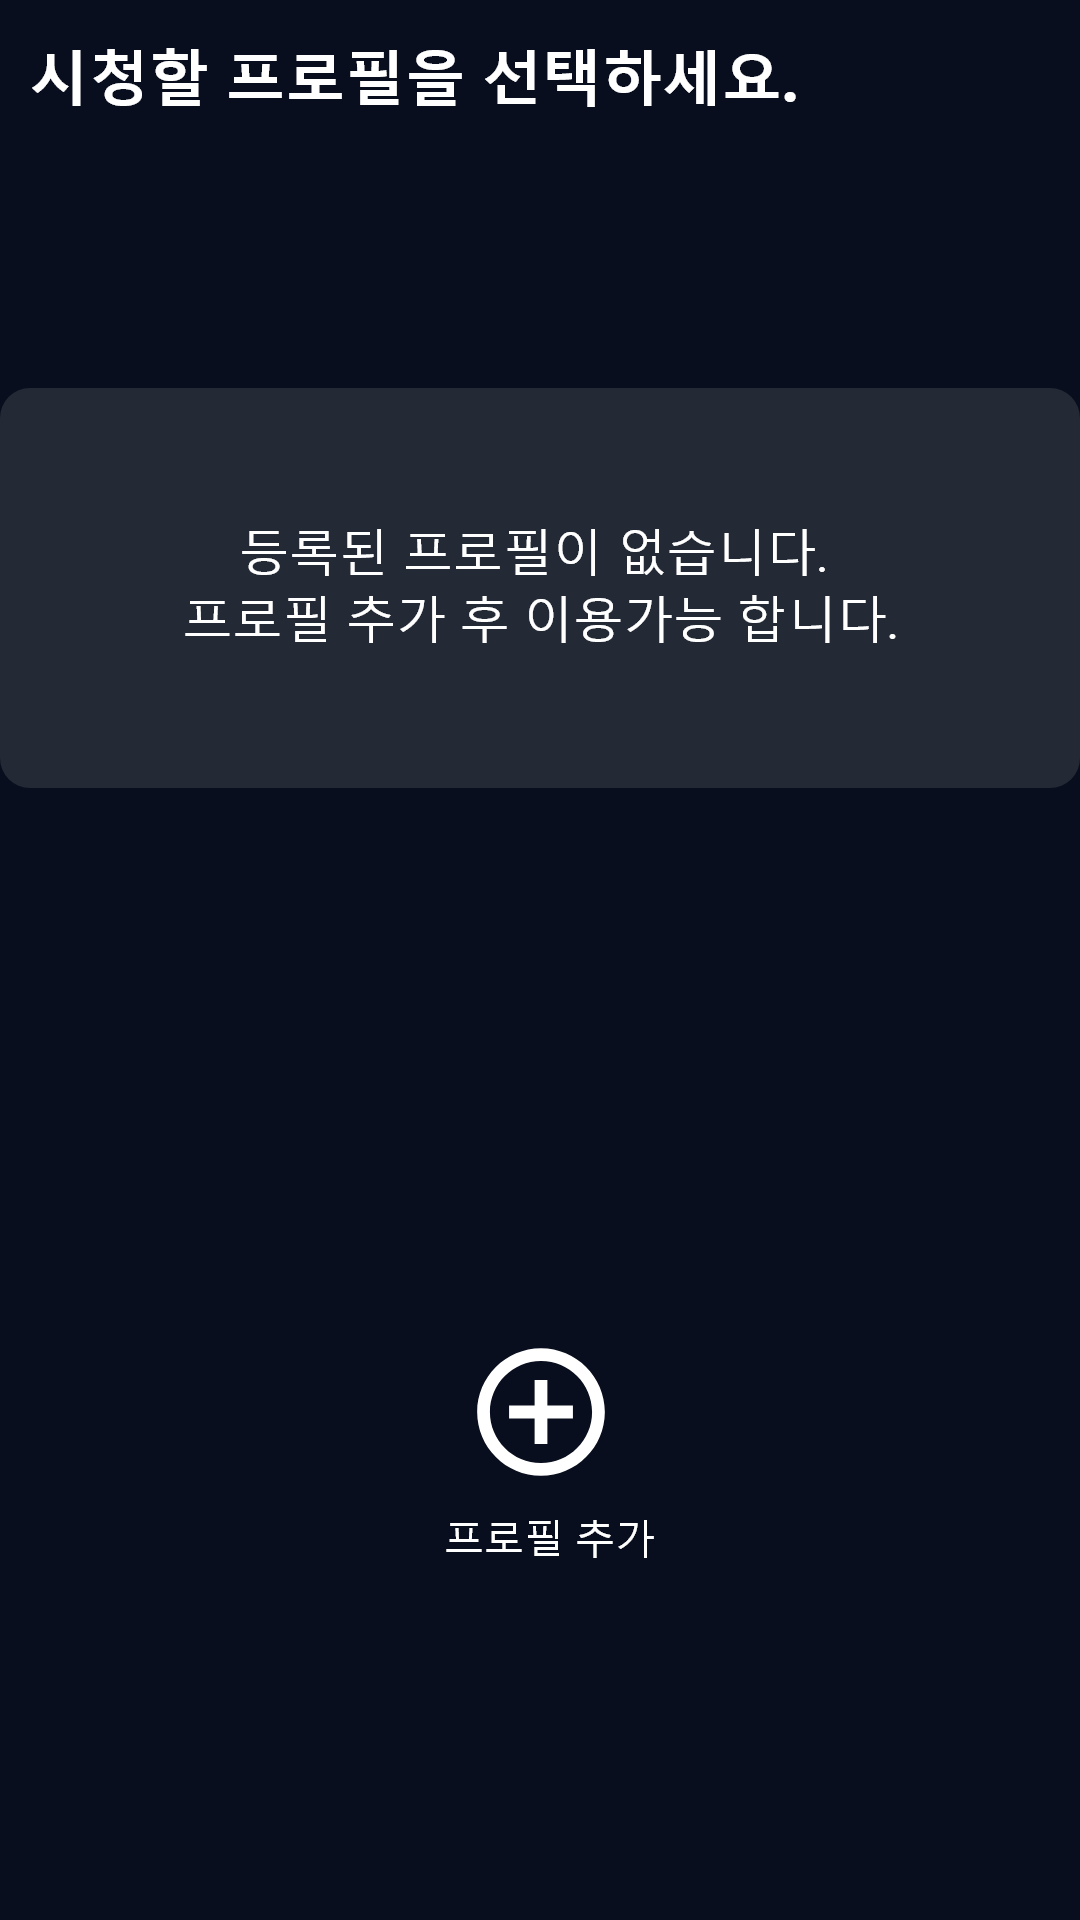 시청할 프로필을 선택하세요.
등록된 프로필이 없습니다.
프로필 추가 후 이용가능 합니다.
프로필 추가